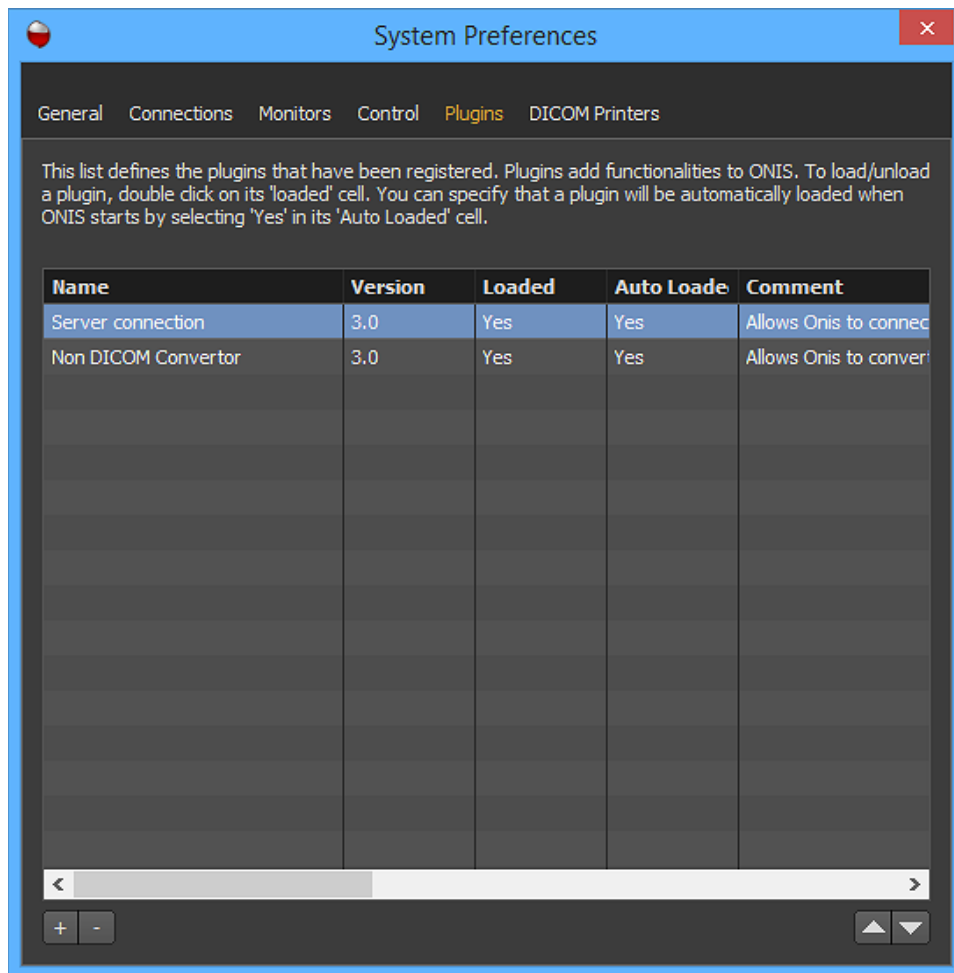 System Preferences
General Connections Monitors Control Plugins DICOM Printers
This list defines the plugins that have been registered. Plugins add functionalities to ONIS. To load/unload
a plugin, double click on its 'loaded' cell. You can specify that a plugin will be automatically loaded when
ONIS starts by selecting 'Yes' in its 'Auto Loaded' cell.
Name Version Loaded Auto Loade Comment
Server connection 3.0 Yes Yes Allows Onis to connec
Non DICOM Convertor 3.0 Yes Yes Allows Onis to conver
+ -